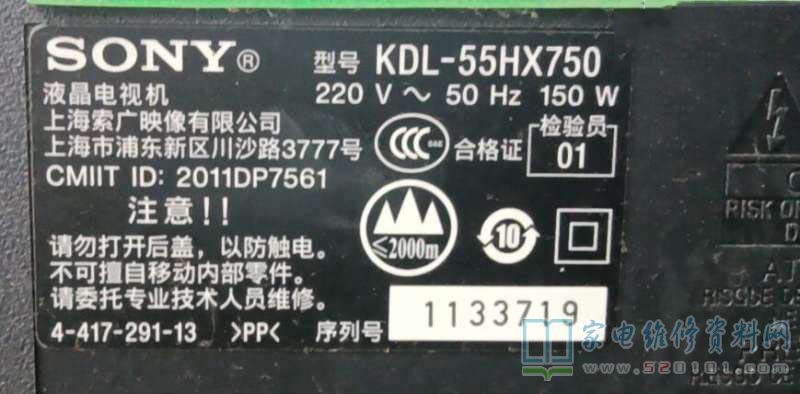 SONY® 型号 KDL-55HX750
液晶电视机 220 V ～ 50 Hz 150 W
上海索广映像有限公司
上海市浦东新区川沙路3777号
CCC 合格证 检验员 01
CMIIT ID: 2011DP7561
注意!!
请勿打开后盖，以防触电。
不可擅自移动内部零件。
请委托专业技术人员维修。
≤2000m
10
4-417-291-13 >PP< 序列号 1133719
RISK O
家电维修资料网
www.520101.com